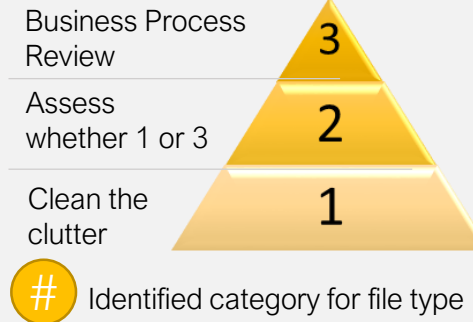 Business Process
Review
3
Assess
whether 1 or 3
2
Clean the
clutter
1
# Identified category for file type